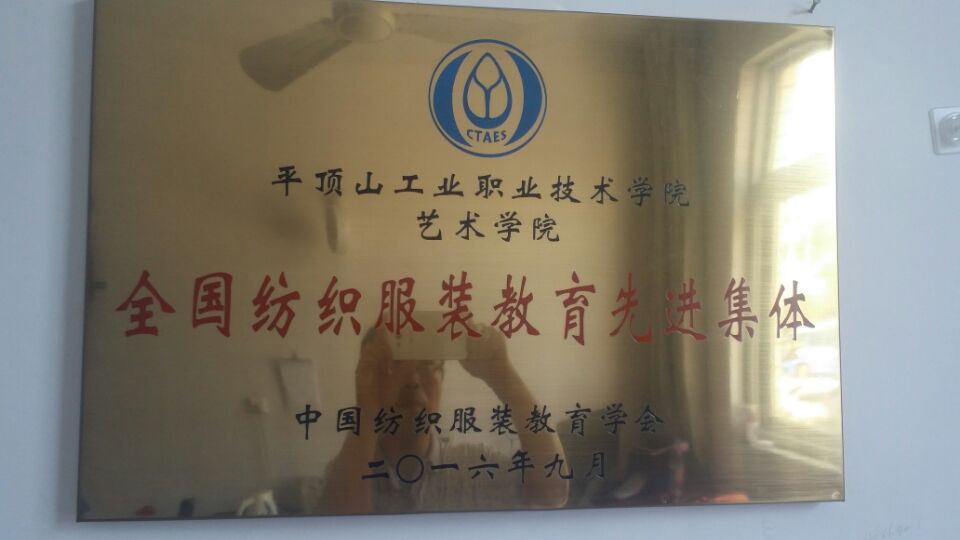 CTAES
平顶山工业职业技术学院
艺术学院
全国纺织服装教育先进集体
中国纺织服装教育学会
二〇一六年九月